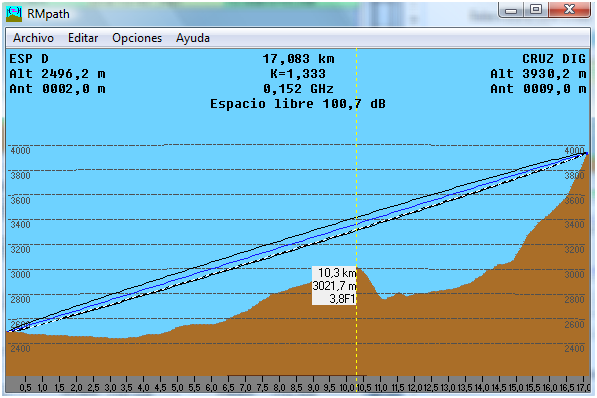 RMpath
Archivo Editar Opciones Ayuda
ESP D 17,083 km CRUZ DIG
Alt 2496,2 m K=1,333 Alt 3930,2 m
Ant 0002,0 m 0,152 GHz Ant 0009,0 m
Espacio libre 100,7 dB
4000 4000
3800 3800
3600 3600
3400 3400
3200 3200
3000 3000
2800 2800
2600 2600
2400 2400
10,3 km
3021,7 m
3,8F1
0,5 1,0 1,5 2,0 2,5 3,0 3,5 4,0 4,5 5,0 5,5 6,0 6,5 7,0 7,5 8,0 8,5 9,0 9,5 10,0 10,5 11,0 11,5 12,0 12,5 13,0 13,5 14,0 14,5 15,0 15,5 16,0 16,5 17,0